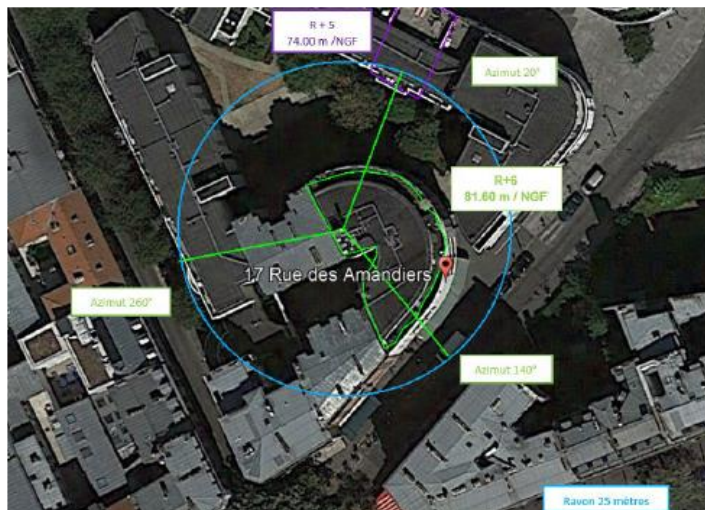 R + 5
74.00 m /NGF
Azimut 20°
R+6
81.60 m / NGF
17 Rue des Amandiers
Azimut 260°
Azimut 140°
Rayon 25 mètres